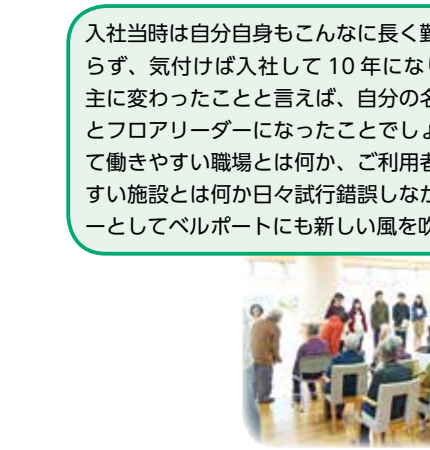 入社当時は自分自身もこんなに長く勤
らず、気付けば入社して 10 年にな
主に変わったことと言えば、自分の名
とフロアリーダーになったことでしょ
て働きやすい職場とは何か、ご利用者
すい施設とは何か日々試行錯誤しなが
ーとしてベルポートにも新しい風を吹